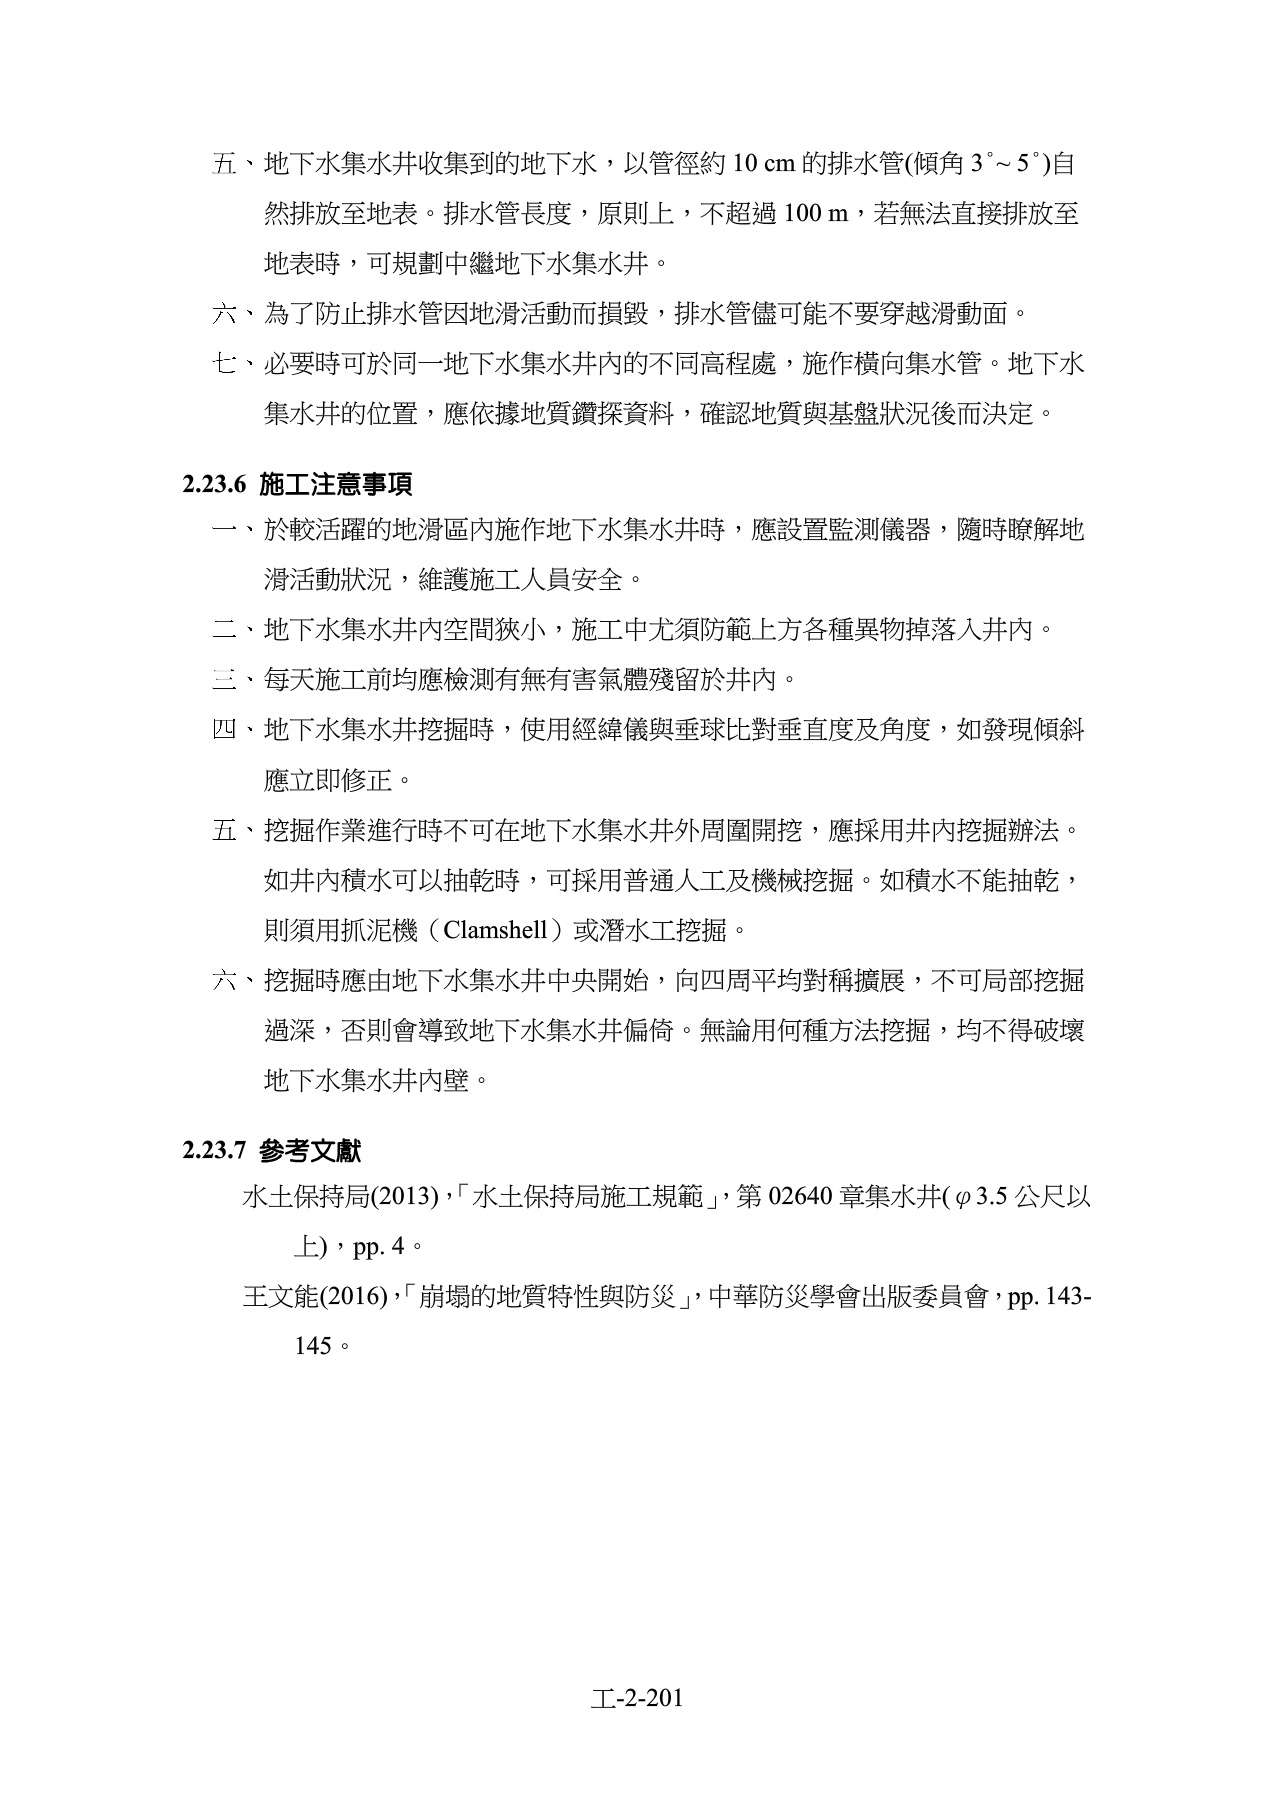 五、地下水集水井收集到的地下水，以管徑約 10 cm 的排水管(傾角 3˚~ 5˚)自
然排放至地表。排水管長度，原則上，不超過 100 m，若無法直接排放至
地表時，可規劃中繼地下水集水井。
六、為了防止排水管因地滑活動而損毀，排水管儘可能不要穿越滑動面。
七、必要時可於同一地下水集水井內的不同高程處，施作橫向集水管。地下水
集水井的位置，應依據地質鑽探資料，確認地質與基盤狀況後而決定。
2.23.6 施工注意事項
一、於較活躍的地滑區內施作地下水集水井時，應設置監測儀器，隨時瞭解地
滑活動狀況，維護施工人員安全。
二、地下水集水井內空間狹小，施工中尤須防範上方各種異物掉落入井內。
三、每天施工前均應檢測有無有害氣體殘留於井內。
四、地下水集水井挖掘時，使用經緯儀與垂球比對垂直度及角度，如發現傾斜
應立即修正。
五、挖掘作業進行時不可在地下水集水井外周圍開挖，應採用井內挖掘辦法。
如井內積水可以抽乾時，可採用普通人工及機械挖掘。如積水不能抽乾，
則須用抓泥機（Clamshell）或潛水工挖掘。
六、挖掘時應由地下水集水井中央開始，向四周平均對稱擴展，不可局部挖掘
過深，否則會導致地下水集水井偏倚。無論用何種方法挖掘，均不得破壞
地下水集水井內壁。
2.23.7 參考文獻
水土保持局(2013)，「水土保持局施工規範」，第 02640 章集水井( φ 3.5 公尺以
上)，pp. 4。
王文能(2016)，「崩塌的地質特性與防災」，中華防災學會出版委員會，pp. 143-
145。
工-2-201